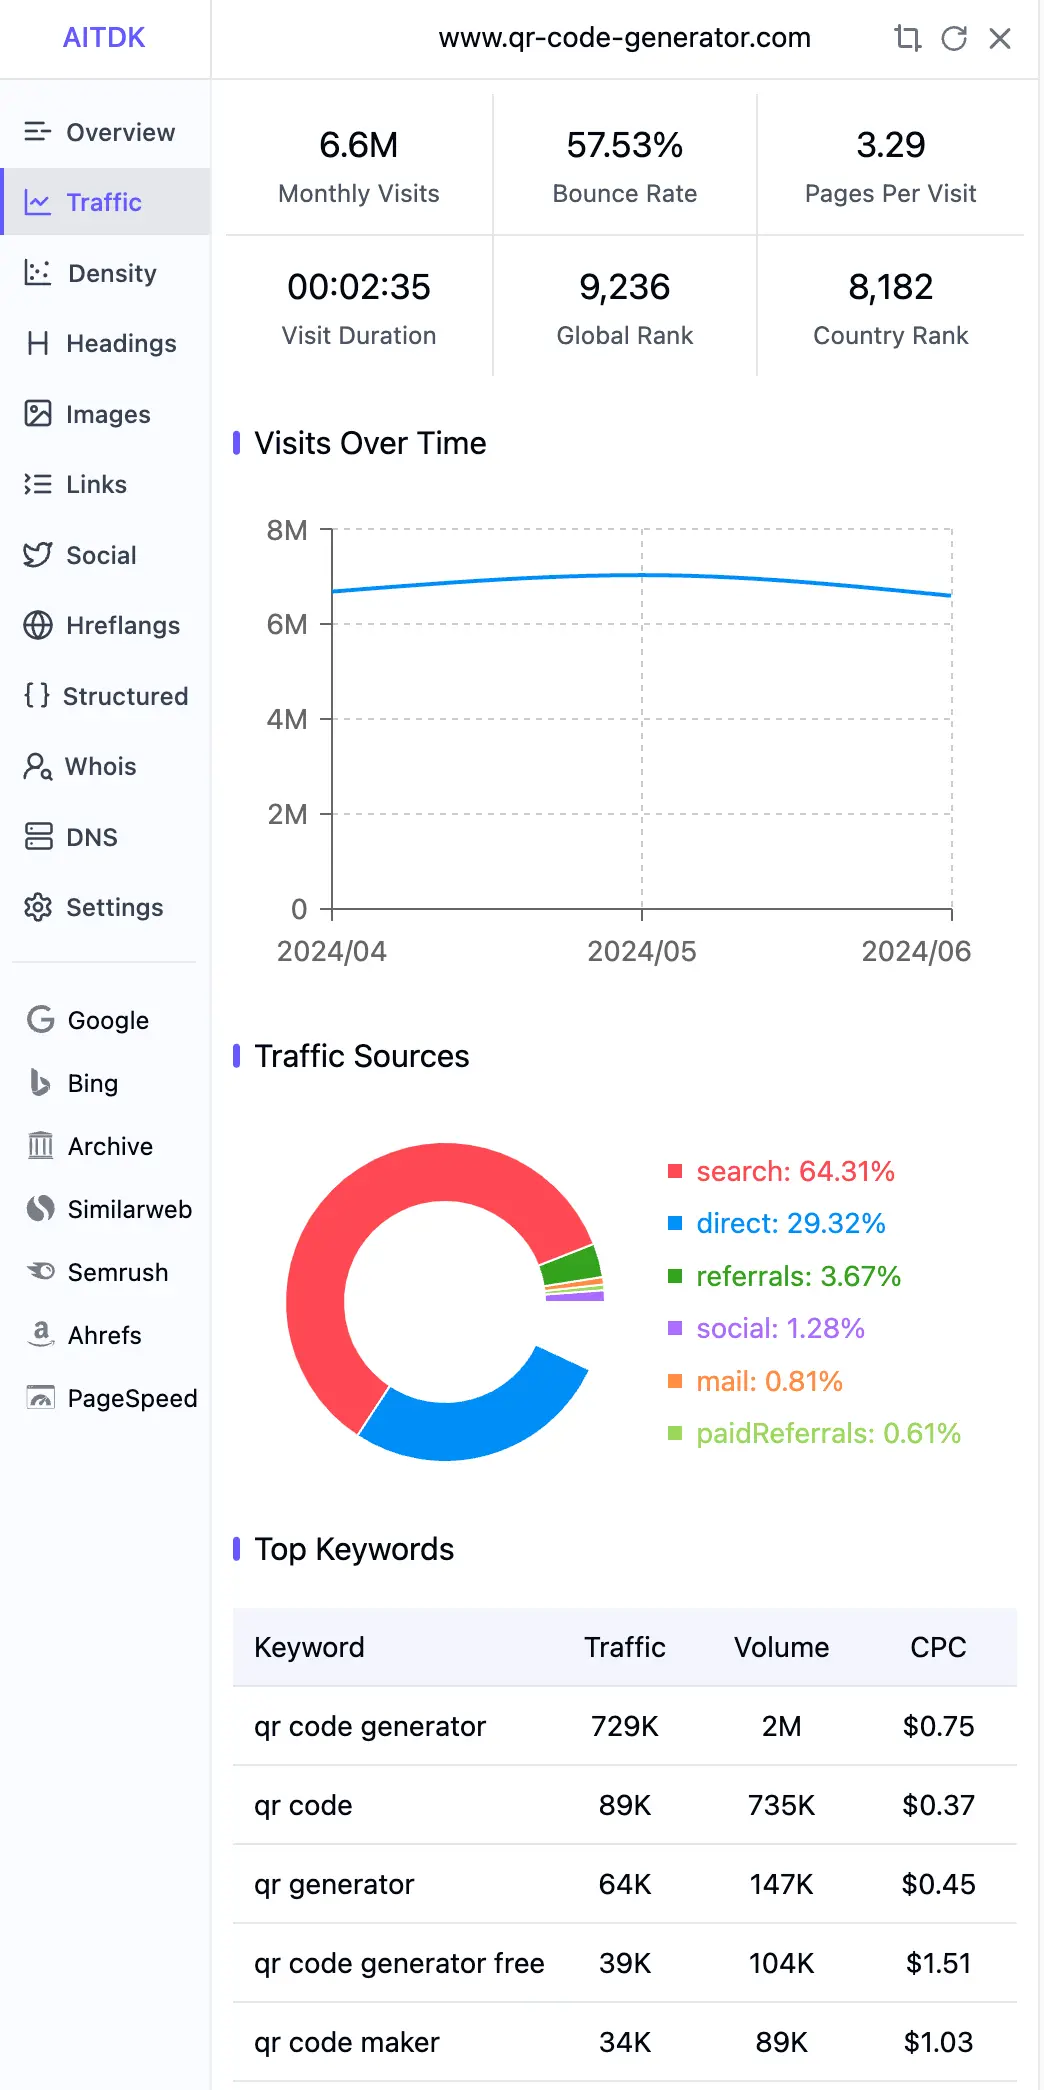 AITDK
www.qr-code-generator.com
Overview
Traffic
Density
Headings
Images
Links
Social
Hreflangs
Structured
Whois
DNS
Settings
Google
Bing
Archive
Similarweb
Semrush
Ahrefs
PageSpeed
6.6M
Monthly Visits
57.53%
Bounce Rate
3.29
Pages Per Visit
00:02:35
Visit Duration
9,236
Global Rank
8,182
Country Rank
Visits Over Time
8M
6M
4M
2M
0
2024/04 2024/05 2024/06
Traffic Sources
search: 64.31%
direct: 29.32%
referrals: 3.67%
social: 1.28%
mail: 0.81%
paidReferrals: 0.61%
Top Keywords
Keyword Traffic Volume CPC
qr code generator 729K 2M $0.75
qr code 89K 735K $0.37
qr generator 64K 147K $0.45
qr code generator free 39K 104K $1.51
qr code maker 34K 89K $1.03